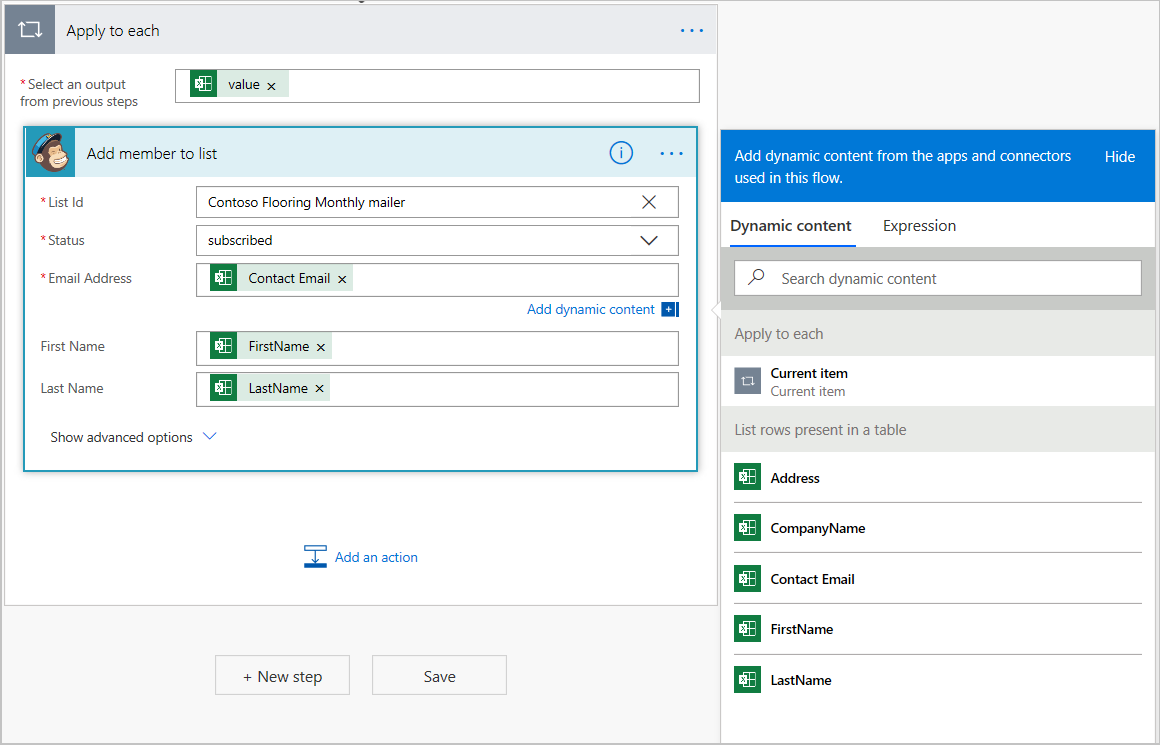 Apply to each
* Select an output
from previous steps
value ×
Add member to list
* List Id
Contoso Flooring Monthly mailer
* Status
subscribed
* Email Address
Contact Email ×
Add dynamic content
First Name
FirstName ×
Last Name
LastName ×
Show advanced options
Add an action
+ New step
Save
Add dynamic content from the apps and connectors
used in this flow.
Hide
Dynamic content
Expression
Search dynamic content
Apply to each
Current item
Current item
List rows present in a table
Address
CompanyName
Contact Email
FirstName
LastName